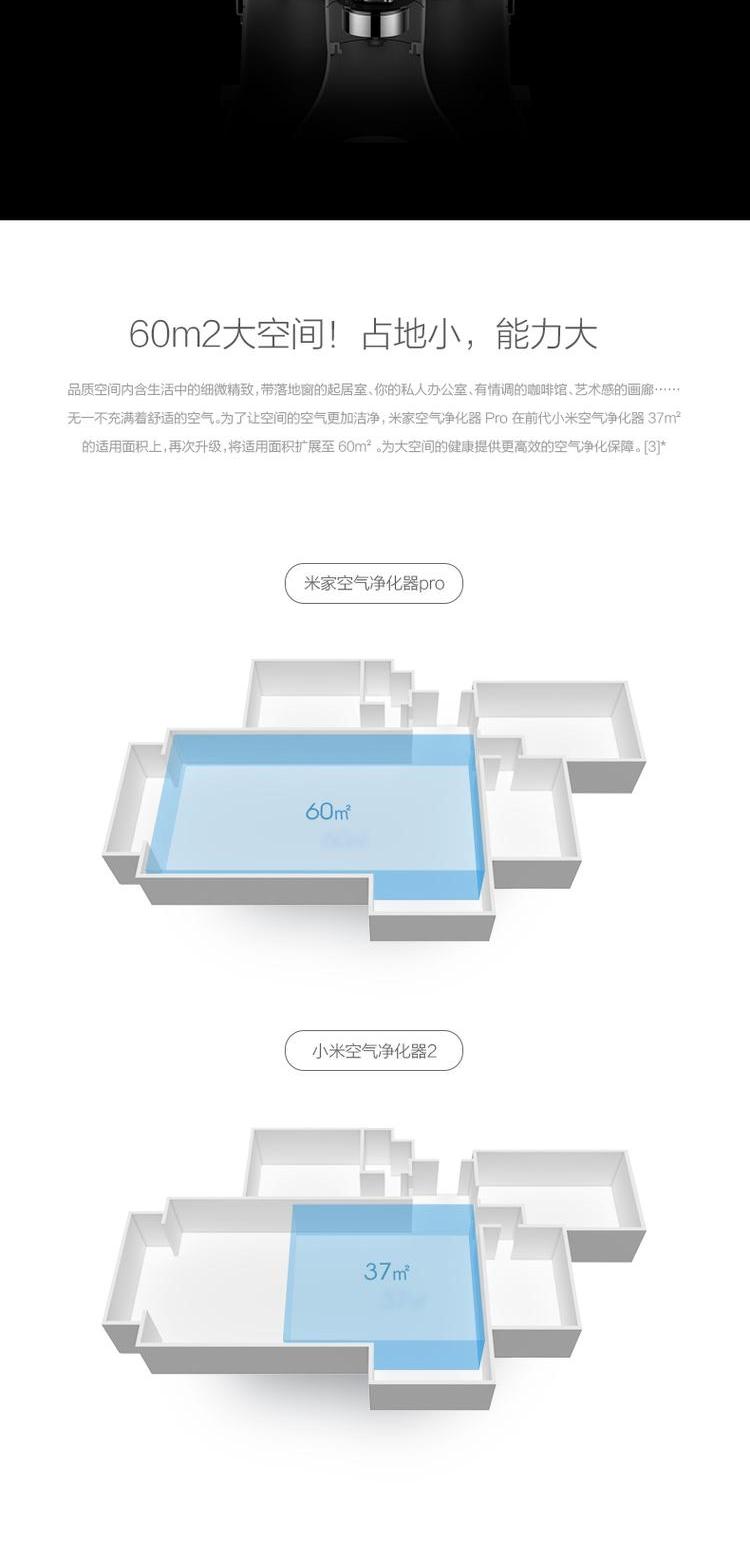 60m2大空间！占地小，能力大
品质空间内含生活中的细微精致，带落地窗的起居室、你的私人办公室、有情调的咖啡馆、艺术感的画廊……
无一不充满着舒适的空气。为了让空间的空气更加洁净，米家空气净化器 Pro 在前代小米空气净化器 37m²
的适用面积上，再次升级，将适用面积扩展至 60m² 。为大空间的健康提供更高效的空气净化保障。[3]*
米家空气净化器pro
60㎡
小米空气净化器2
37㎡